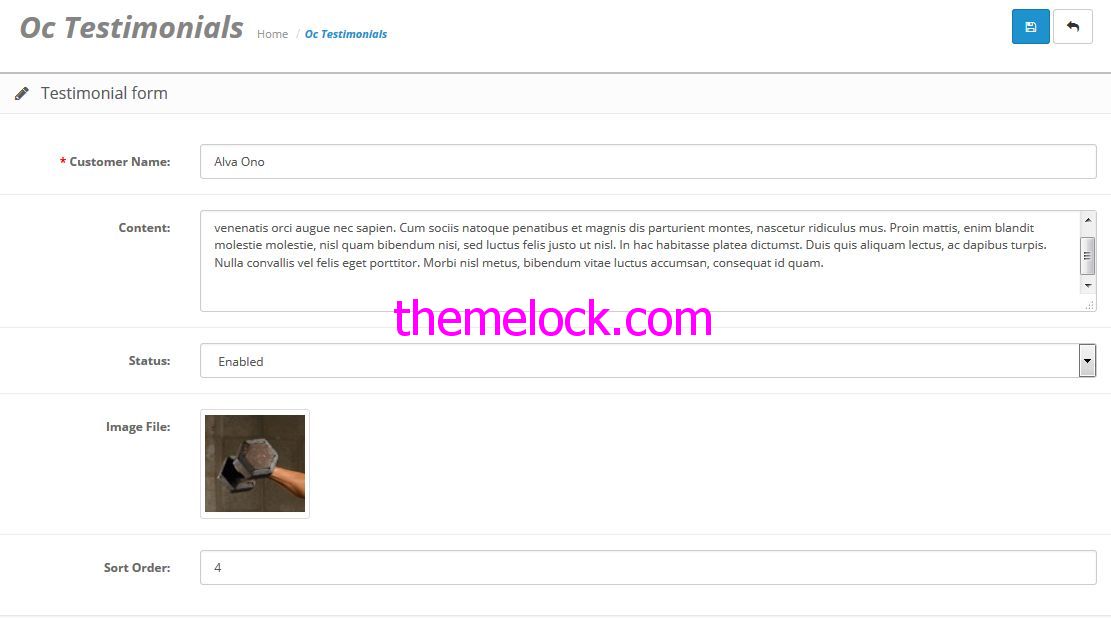 Oc Testimonials Home / Oc Testimonials
Testimonial form
* Customer Name: Alva Ono
Content: venenatis orci augue nec sapien. Cum sociis natoque penatibus et magnis dis parturient montes, nascetur ridiculus mus. Proin mattis, enim blandit
molestie molestie, nisl quam bibendum nisi, sed luctus felis justo ut nisl. In hac habitasse platea dictumst. Duis quis aliquam lectus, ac dapibus turpis.
Nulla convallis vel felis eget porttitor. Morbi nisl metus, bibendum vitae luctus accumsan, consequat id quam.
themelock.com
Status: Enabled
Image File:
Sort Order: 4